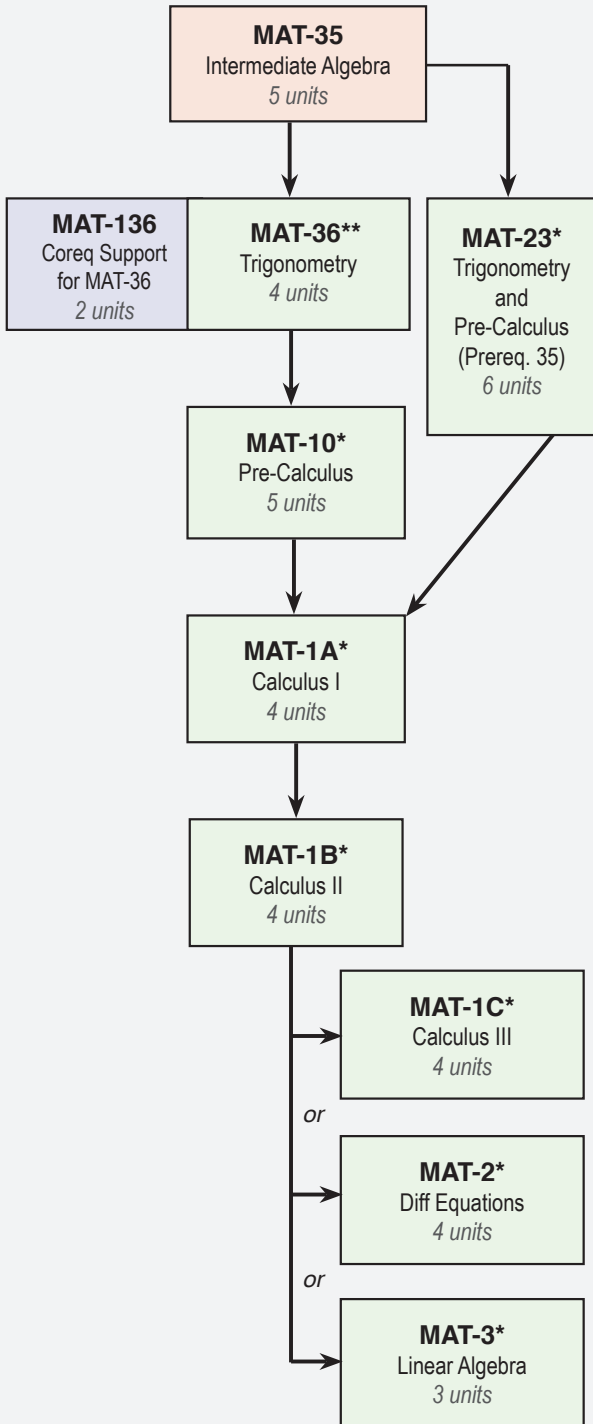 MAT-35
Intermediate Algebra
5 units
MAT-136
Coreq Support
for MAT-36
2 units
MAT-36**
Trigonometry
4 units
MAT-23*
Trigonometry
and
Pre-Calculus
(Prereq. 35)
6 units
MAT-10*
Pre-Calculus
5 units
MAT-1A*
Calculus I
4 units
MAT-1B*
Calculus II
4 units
MAT-1C*
Calculus III
4 units
or
MAT-2*
Diff Equations
4 units
or
MAT-3*
Linear Algebra
3 units